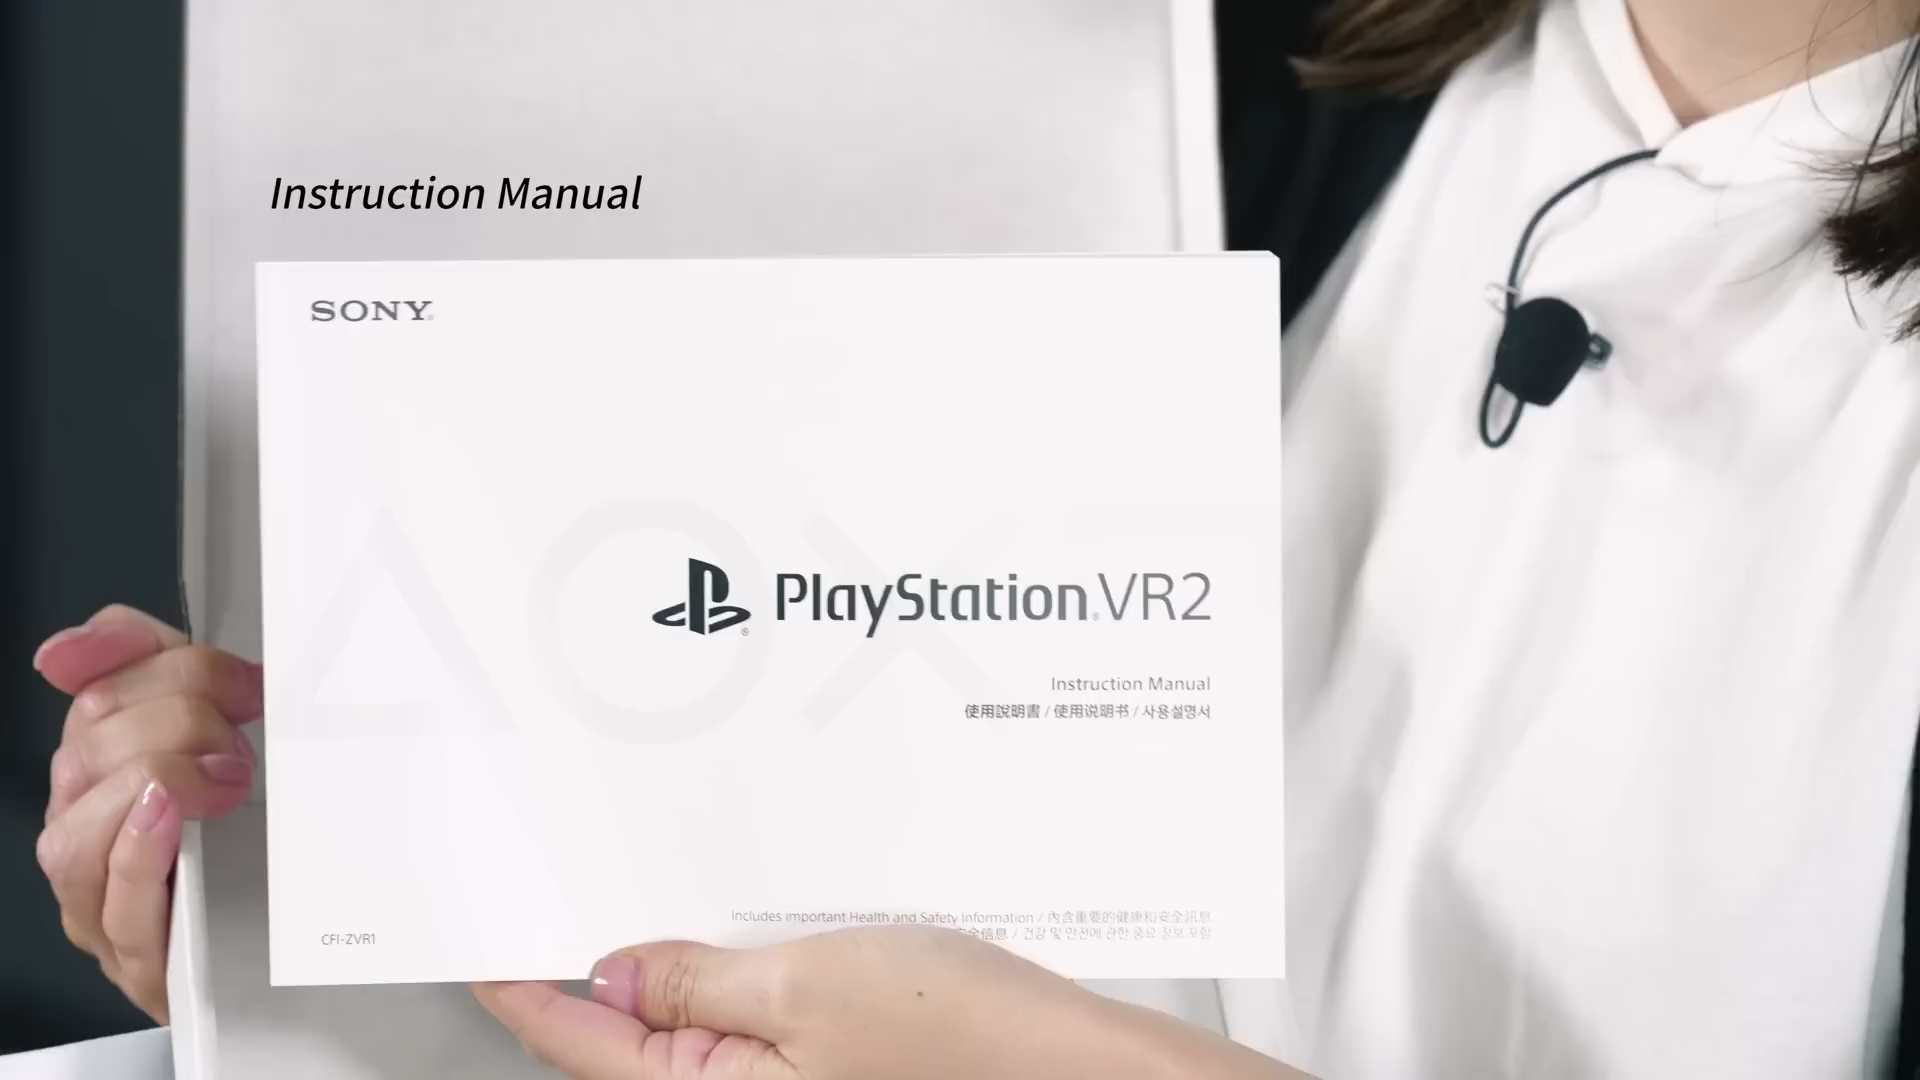 Instruction Manual
SONY
PlayStation VR2
Instruction Manual
使用說明書 / 使用说明书 / 사용설명서
Includes important Health and Safety Information / 內含重要的健康和安全訊息
安全信息 / 건강 및 안전에 관한 중요 정보 포함
CFI-ZVR1